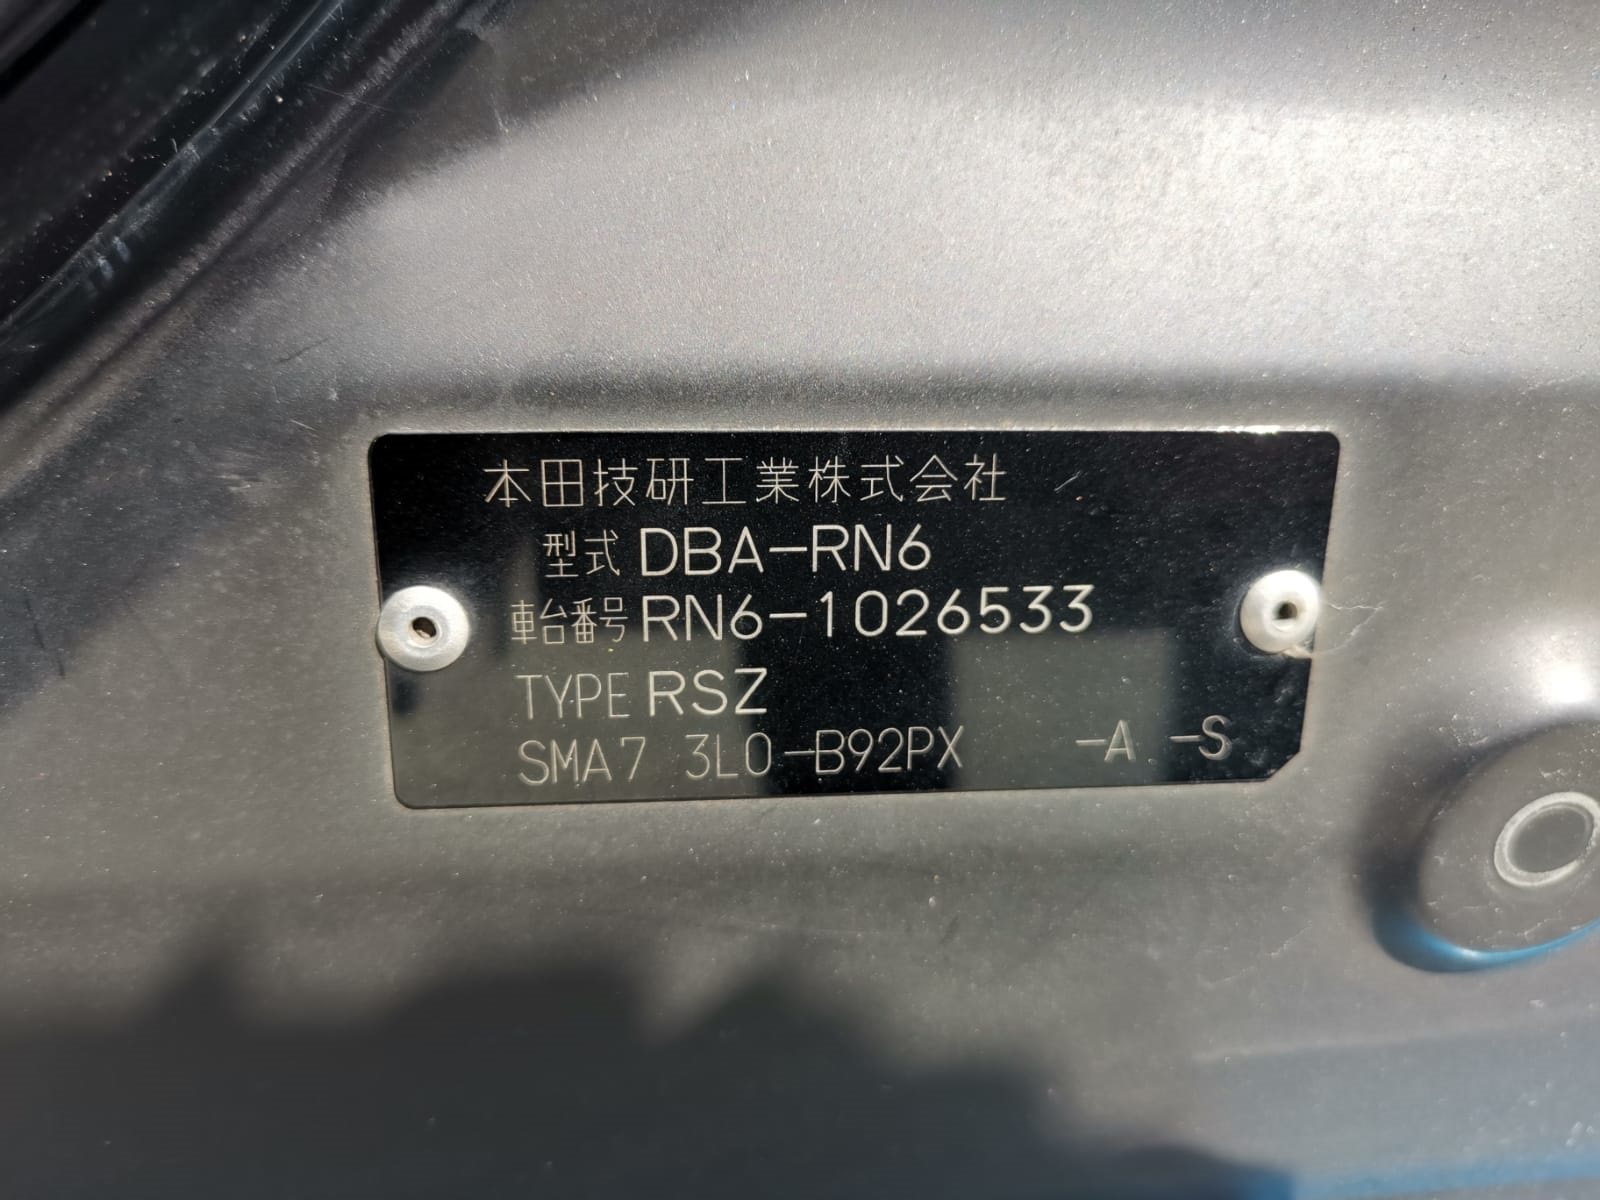 本田技研工業株式会社
型式 DBA-RN6
車台番号 RN6-1026533
TYPE RSZ
SMA7 3L0-B92PX -A -S